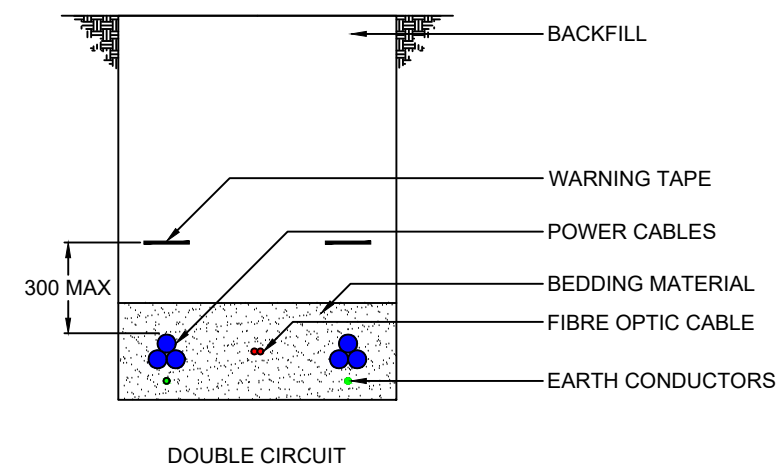 BACKFILL
WARNING TAPE
POWER CABLES
300 MAX
BEDDING MATERIAL
FIBRE OPTIC CABLE
EARTH CONDUCTORS
DOUBLE CIRCUIT